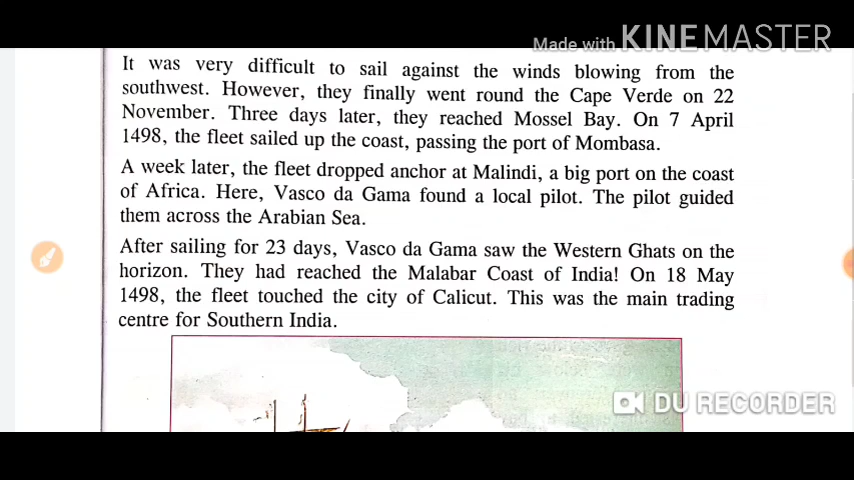 Made with KINEMASTER
It was very difficult to sail against the winds blowing from the
southwest. However, they finally went round the Cape Verde on 22
November. Three days later, they reached Mossel Bay. On 7 April
1498, the fleet sailed up the coast, passing the port of Mombasa.
A week later, the fleet dropped anchor at Malindi, a big port on the coast
of Africa. Here, Vasco da Gama found a local pilot. The pilot guided
them across the Arabian Sea.
After sailing for 23 days, Vasco da Gama saw the Western Ghats on the
horizon. They had reached the Malabar Coast of India! On 18 May
1498, the fleet touched the city of Calicut. This was the main trading
centre for Southern India.
DU RECORDER